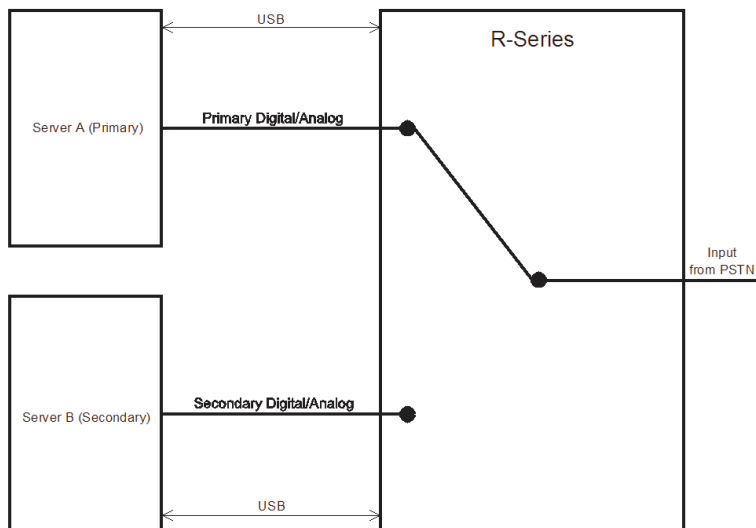 USB
R-Series
Server A (Primary)
Primary Digital/Analog
Input
from PSTN
Secondary Digital/Analog
Server B (Secondary)
USB